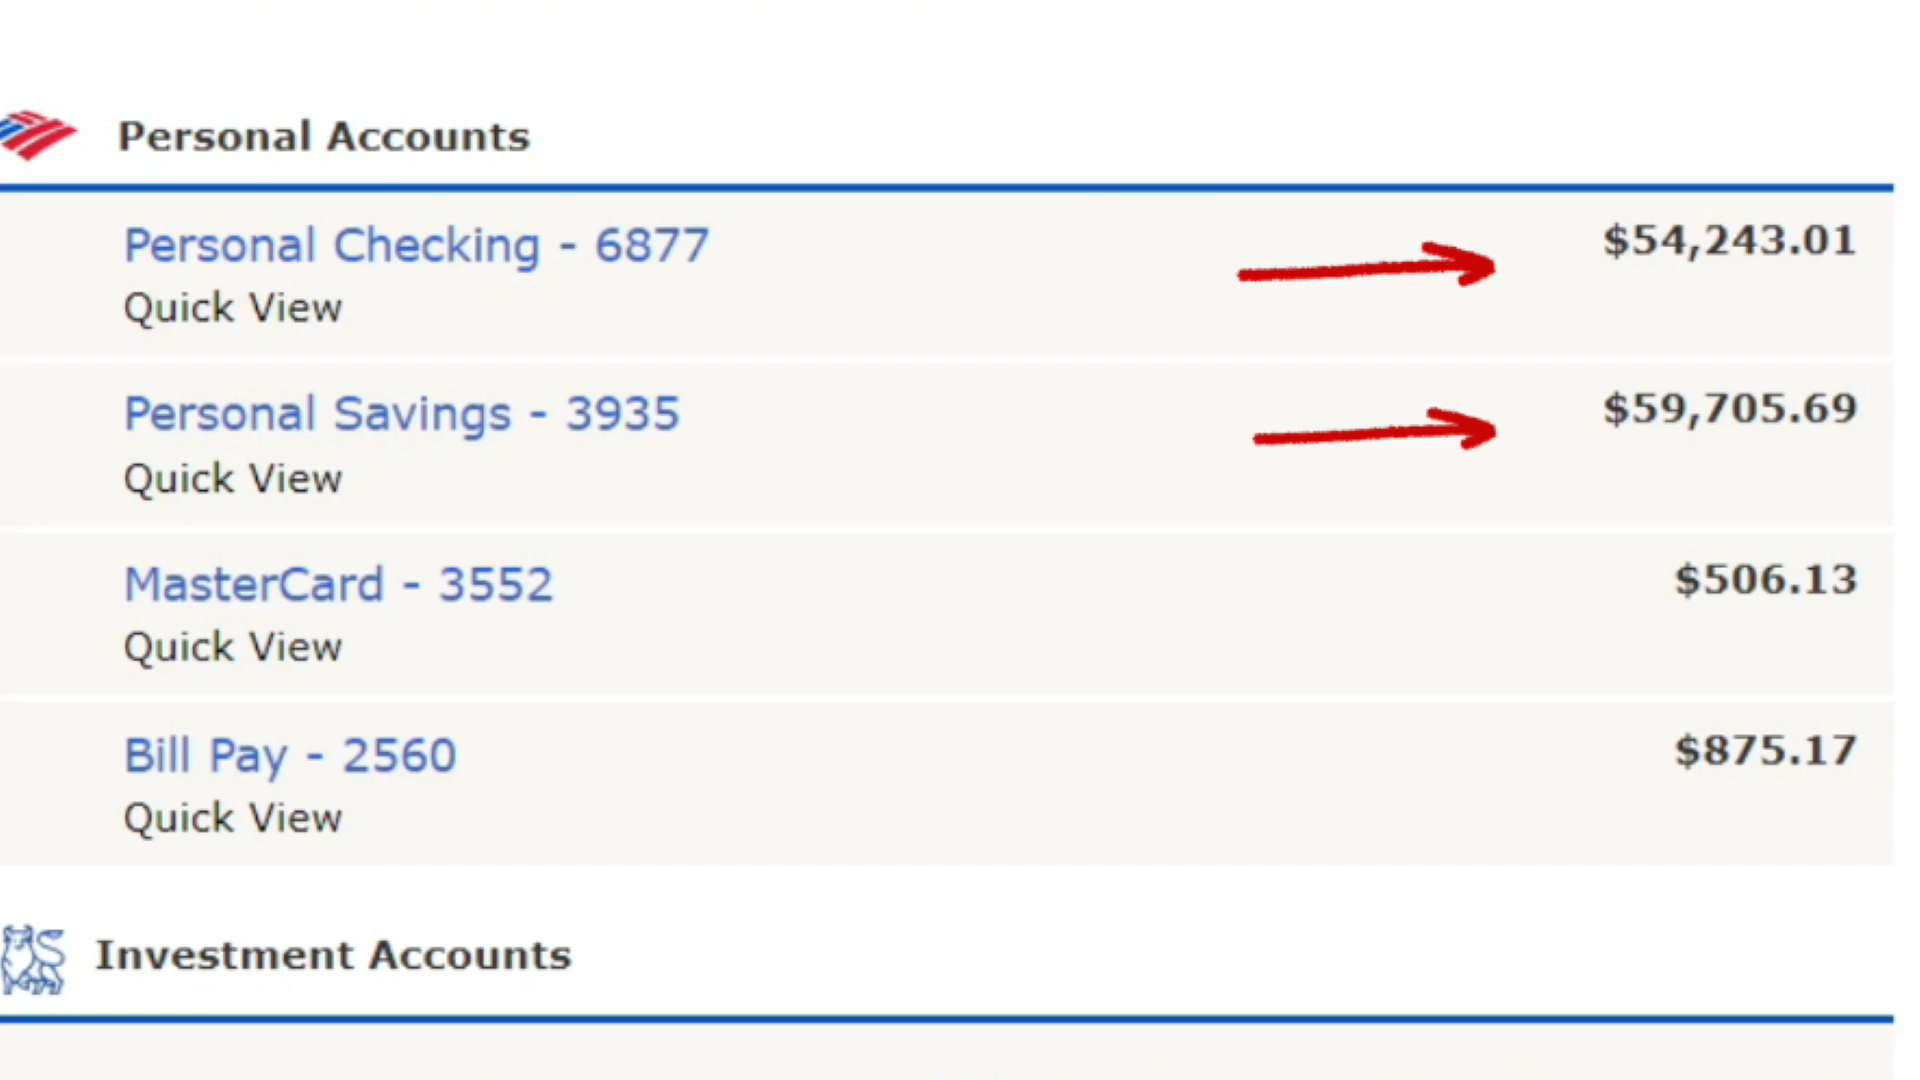 Personal Accounts
Personal Checking - 6877
$54,243.01
Quick View
Personal Savings - 3935
$59,705.69
Quick View
MasterCard - 3552
$506.13
Quick View
Bill Pay - 2560
$875.17
Quick View
Investment Accounts